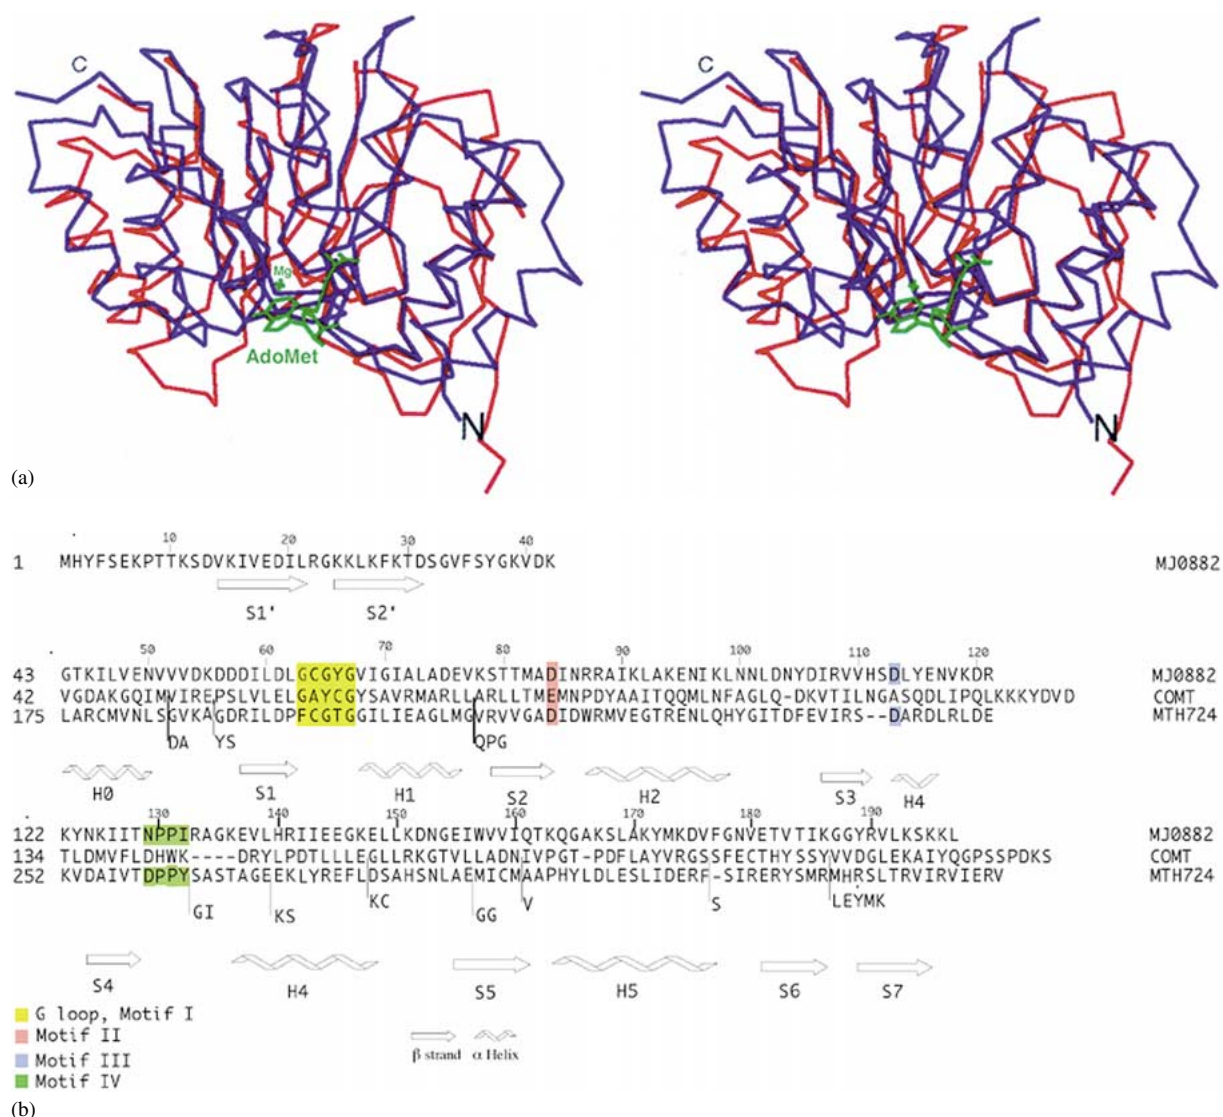 C C
Mg
AdoMet
N N
(a)
10 20 30 40
1 MHYFSEKPTTKSDVKIVEDILRGKKLKFKTDSGVFSYGKVDK MJ0882
S1' S2'
50 60 70 80 90 100 110 120
43 GTKILVENVVVDKDDDILDLGCGYGVIGIALADEVKSTTMADINRRAIKLAKENIKLNNLDNYDIRVVHSDLYENVKDR MJ0882
42 VGDAKGQIMMVIREPSLVLELGAYCGYSAVRMARLLARLLTMEMNPDYAAITQQMLNFAGLQ-DKVTILNGASQDLIPQLKKKYDVD COMT
175 LARCMVNLSGVKAGDRILDPFCGTGGILIEAGLMGVRVVGADIDWRMVEGTRENLQHYGITDFEVIRS--DARDLRLDE MTH724
DA YS QPG
H0 S1 H1 S2 H2 S3 H4
130 140 150 160 170 180 190
122 KYNKIITNPPIRAGKEVLHRIIEEGKELLKDNGEIWVVIQTKQGAKSLAKYMKDVFGNVETVTIKGGYRVLKSKKL MJ0882
134 TLDMVFLDHWK----DRYLPDTLLLEGLLRKGTVLLADNIVPGT-PDFLAYVRGSSFECTHYSSYVVDGLEKAIYQGPSSPDKS COMT
252 KVDAIVTDPPYSASTAGEEKLYREFLDSAHSNLAEMICMAAPHYLDLESLIDERF-SIRERYSMRMHRSLTRVIRVIERV MTH724
GI KS KC GG V S LEYMK
S4 H4 S5 H5 S6 S7
G loop, Motif I
Motif II
Motif III
Motif IV
β strand α Helix
(b)